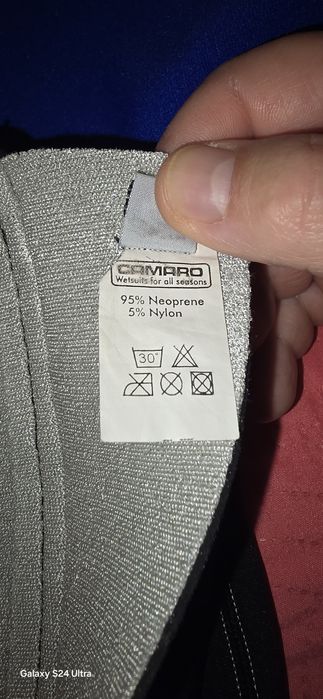 CAMARO
Wetsuits for all seasons
95% Neoprene
5% Nylon
30°
Galaxy S24 Ultra